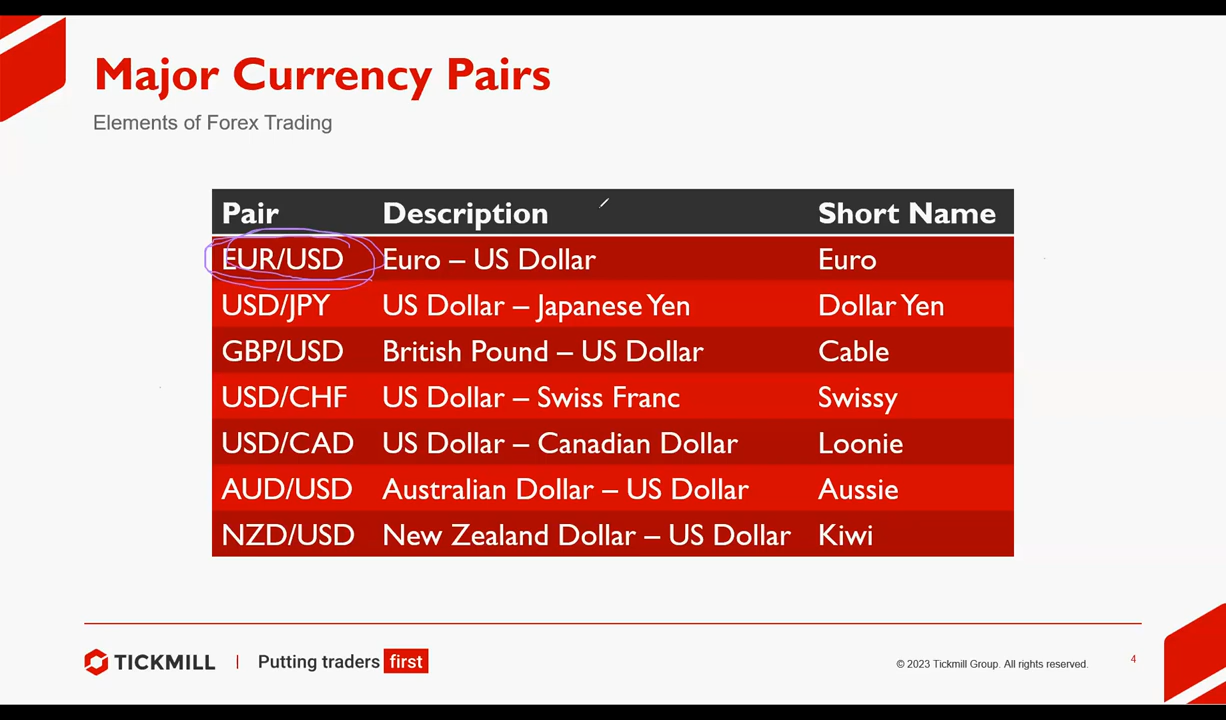 Major Currency Pairs
Elements of Forex Trading
Pair Description Short Name
EUR/USD Euro – US Dollar Euro
USD/JPY US Dollar – Japanese Yen Dollar Yen
GBP/USD British Pound – US Dollar Cable
USD/CHF US Dollar – Swiss Franc Swissy
USD/CAD US Dollar – Canadian Dollar Loonie
AUD/USD Australian Dollar – US Dollar Aussie
NZD/USD New Zealand Dollar – US Dollar Kiwi
TICKMILL | Putting traders first © 2023 Tickmill Group. All rights reserved. 4